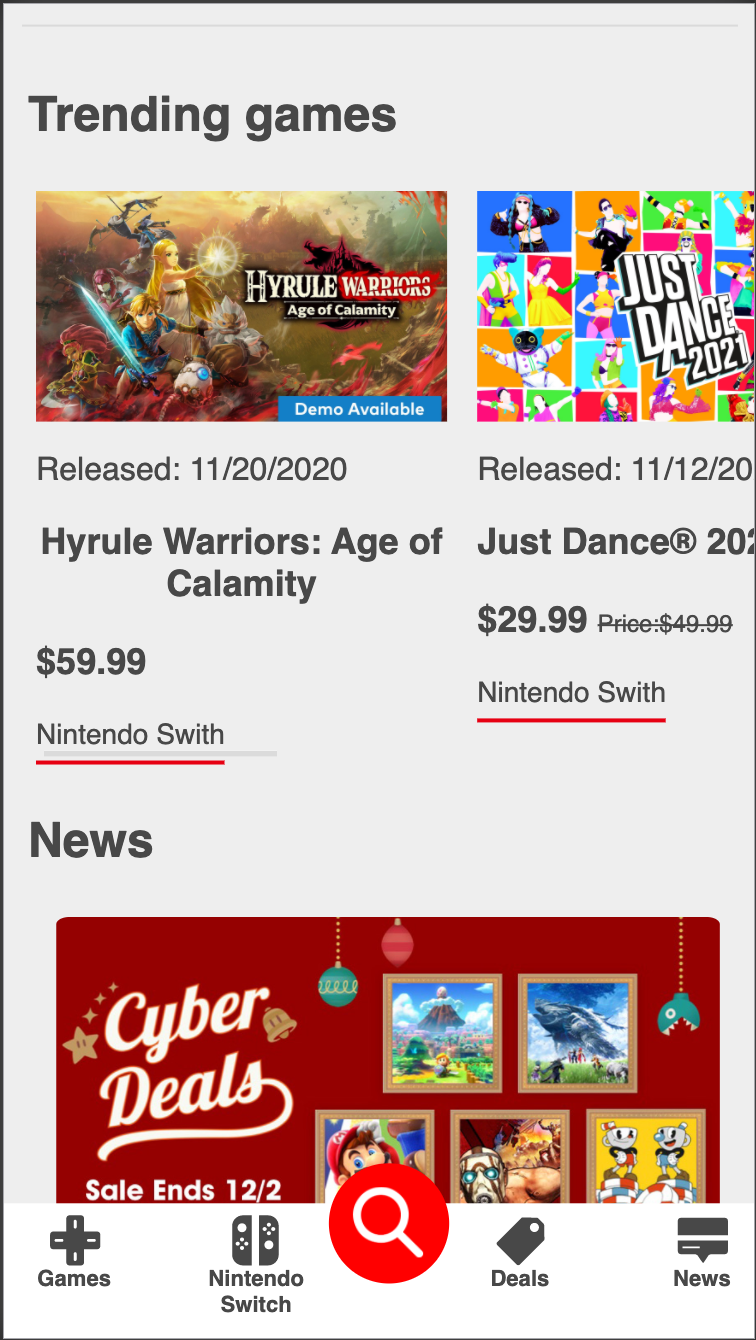 Trending games
HYRULE WARRIORS
Age of Calamity
Demo Available
JUST
DANCE
2021
Released: 11/20/2020
Hyrule Warriors: Age of
Calamity
$59.99
Nintendo Swith
Released: 11/12/20
Just Dance® 202
$29.99 Price:$49.99
Nintendo Swith
News
Cyber
Deals
Sale Ends 12/2
Games
Nintendo
Switch
Deals
News